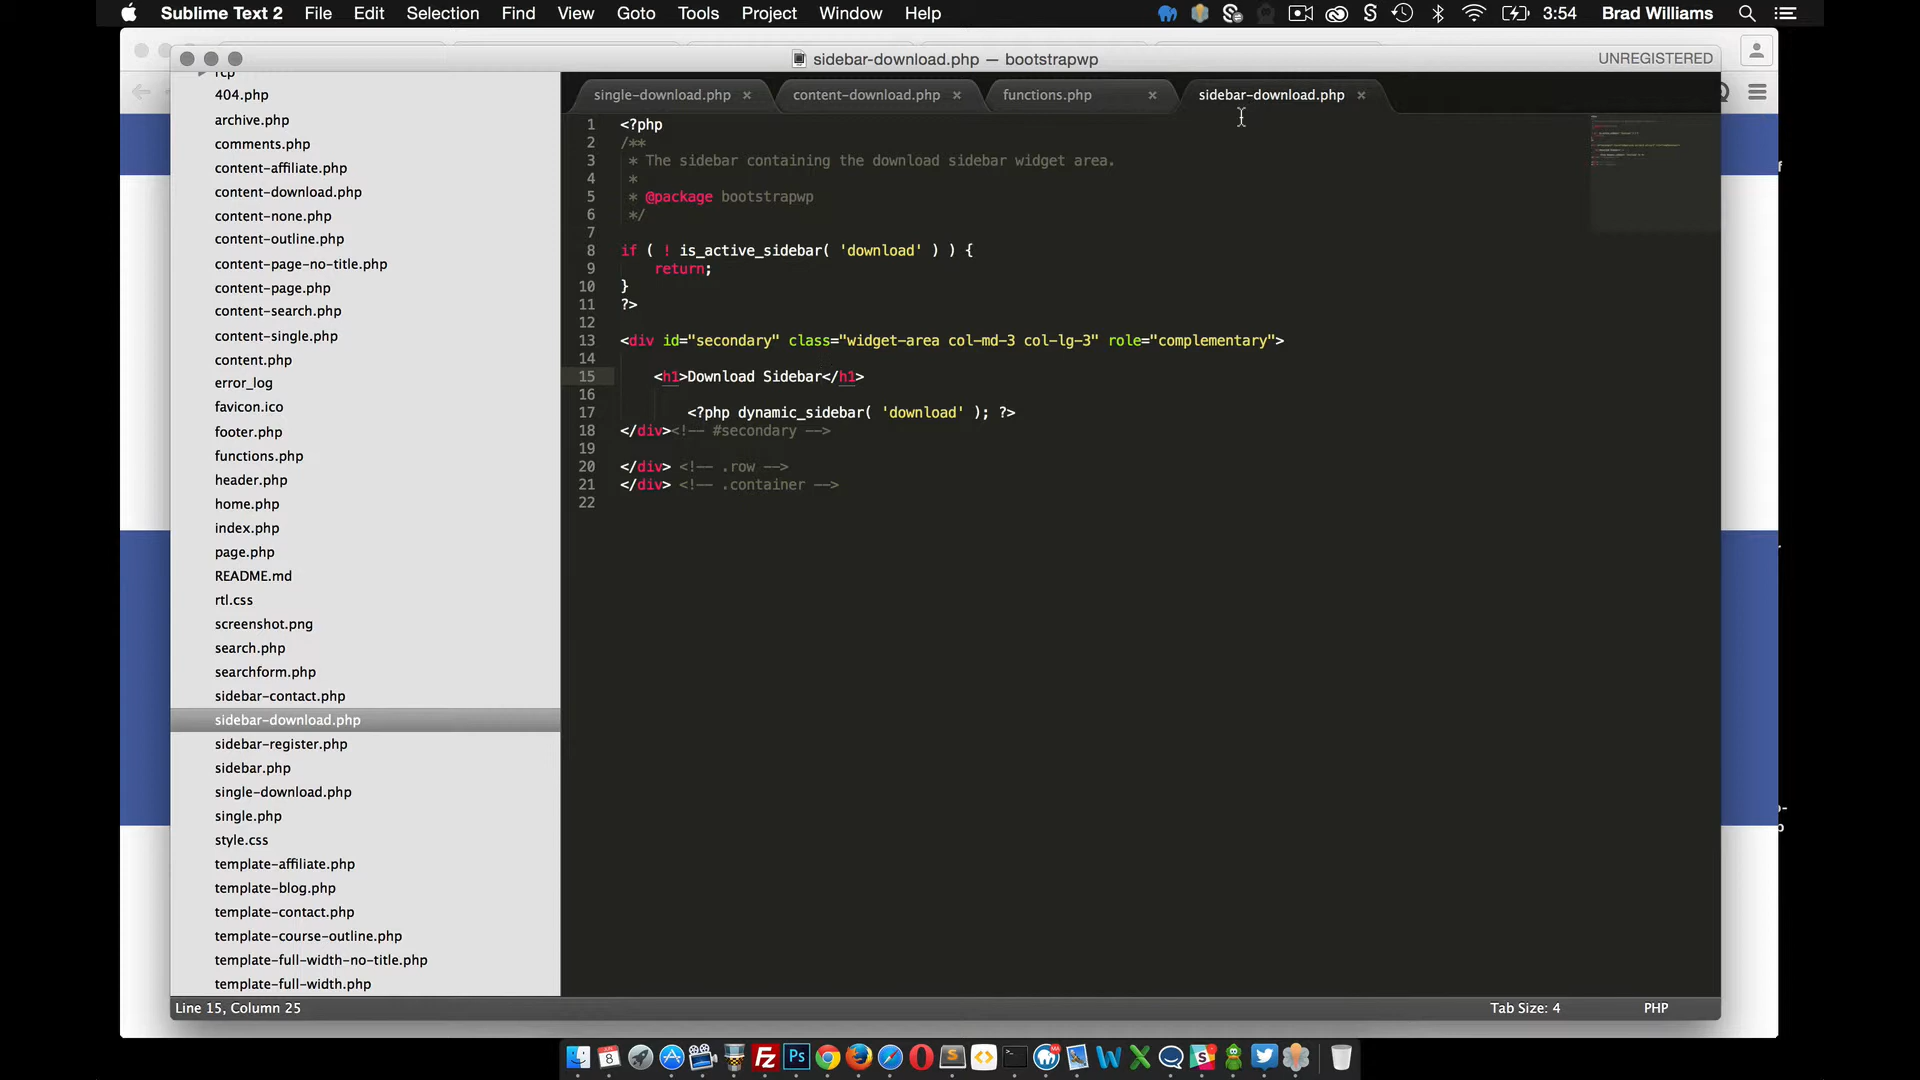 Sublime Text 2 File Edit Selection Find View Goto Tools Project Window Help 3:54 Brad Williams
sidebar-download.php — bootstrapwp UNREGISTERED
rcp
404.php
archive.php
comments.php
content-affiliate.php
content-download.php
content-none.php
content-outline.php
content-page-no-title.php
content-page.php
content-search.php
content-single.php
content.php
error_log
favicon.ico
footer.php
functions.php
header.php
home.php
index.php
page.php
README.md
rtl.css
screenshot.png
search.php
searchform.php
sidebar-contact.php
sidebar-download.php
sidebar-register.php
sidebar.php
single-download.php
single.php
style.css
template-affiliate.php
template-blog.php
template-contact.php
template-course-outline.php
template-full-width-no-title.php
template-full-width.php
single-download.php × content-download.php × functions.php × sidebar-download.php ×
1 <?php
2 /**
3 * The sidebar containing the download sidebar widget area.
4 *
5 * @package bootstrapwp
6 */
7
8 if ( ! is_active_sidebar( 'download' ) ) {
9 return;
10 }
11 ?>
12
13 <div id="secondary" class="widget-area col-md-3 col-lg-3" role="complementary">
14
15 <h1>Download Sidebar</h1>
16
17 <?php dynamic_sidebar( 'download' ); ?>
18 </div><!-- #secondary -->
19
20 </div> <!-- .row -->
21 </div> <!-- .container -->
22
Line 15, Column 25 Tab Size: 4 PHP